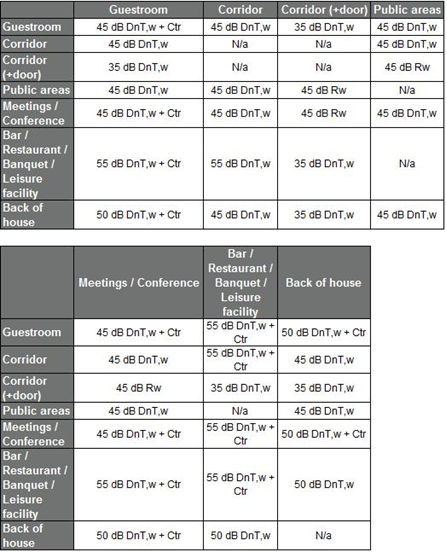 Guestroom Corridor Corridor (+door) Public areas
Guestroom 45 dB DnT,w + Ctr 45 dB DnT,w 35 dB DnT,w 45 dB DnT,w
Corridor 45 dB DnT,w N/a N/a 45 dB DnT,w
Corridor
(+door) 35 dB DnT,w N/a N/a 45 dB Rw
Public areas 45 dB DnT,w 45 dB DnT,w 45 dB Rw N/a
Meetings /
Conference 45 dB DnT,w + Ctr 45 dB DnT,w 45 dB Rw 45 dB DnT,w
Bar /
Restaurant /
Banquet /
Leisure
facility 55 dB DnT,w + Ctr 55 dB DnT,w 35 dB DnT,w N/a
Back of
house 50 dB DnT,w + Ctr 45 dB DnT,w 35 dB DnT,w 45 dB DnT,w
Meetings / Conference Bar /
Restaurant /
Banquet /
Leisure
facility Back of house
Guestroom 45 dB DnT,w + Ctr 55 dB DnT,w +
Ctr 50 dB DnT,w + Ctr
Corridor 45 dB DnT,w 55 dB DnT,w +
Ctr 45 dB DnT,w
Corridor
(+door) 45 dB Rw 35 dB DnT,w 35 dB DnT,w
Public areas 45 dB DnT,w N/a 45 dB DnT,w
Meetings /
Conference 45 dB DnT,w + Ctr 55 dB DnT,w +
Ctr 50 dB DnT,w + Ctr
Bar /
Restaurant /
Banquet /
Leisure
facility 55 dB DnT,w + Ctr 55 dB DnT,w +
Ctr 50 dB DnT,w
Back of
house 50 dB DnT,w + Ctr 50 dB DnT,w N/a